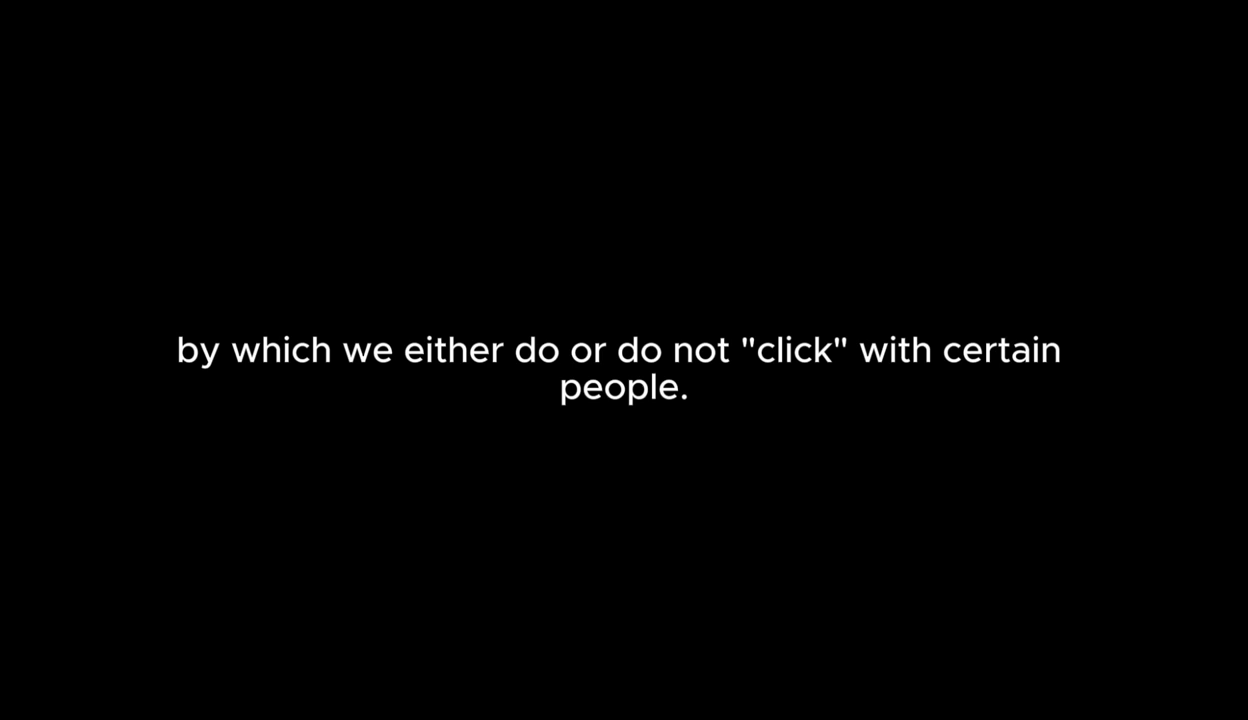 by which we either do or do not "click" with certain
people.